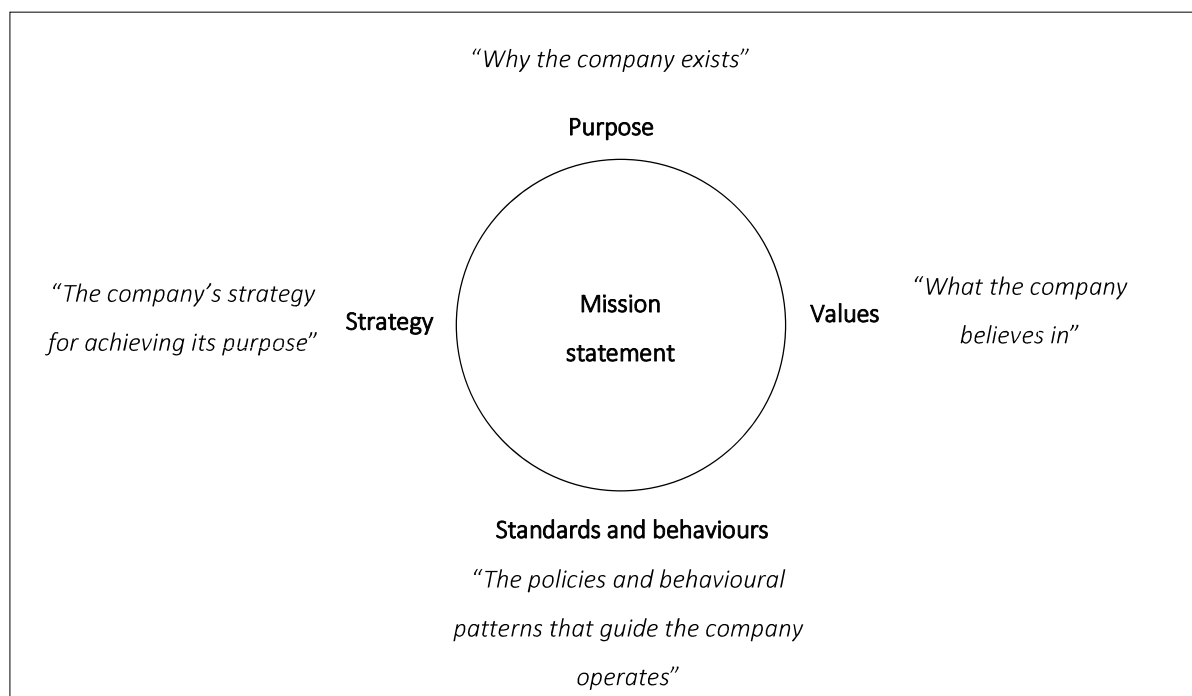 “Why the company exists”
Purpose
“The company’s strategy
for achieving its purpose”
Strategy
Mission
statement
Values
“What the company
believes in”
Standards and behaviours
“The policies and behavioural
patterns that guide the company
operates”